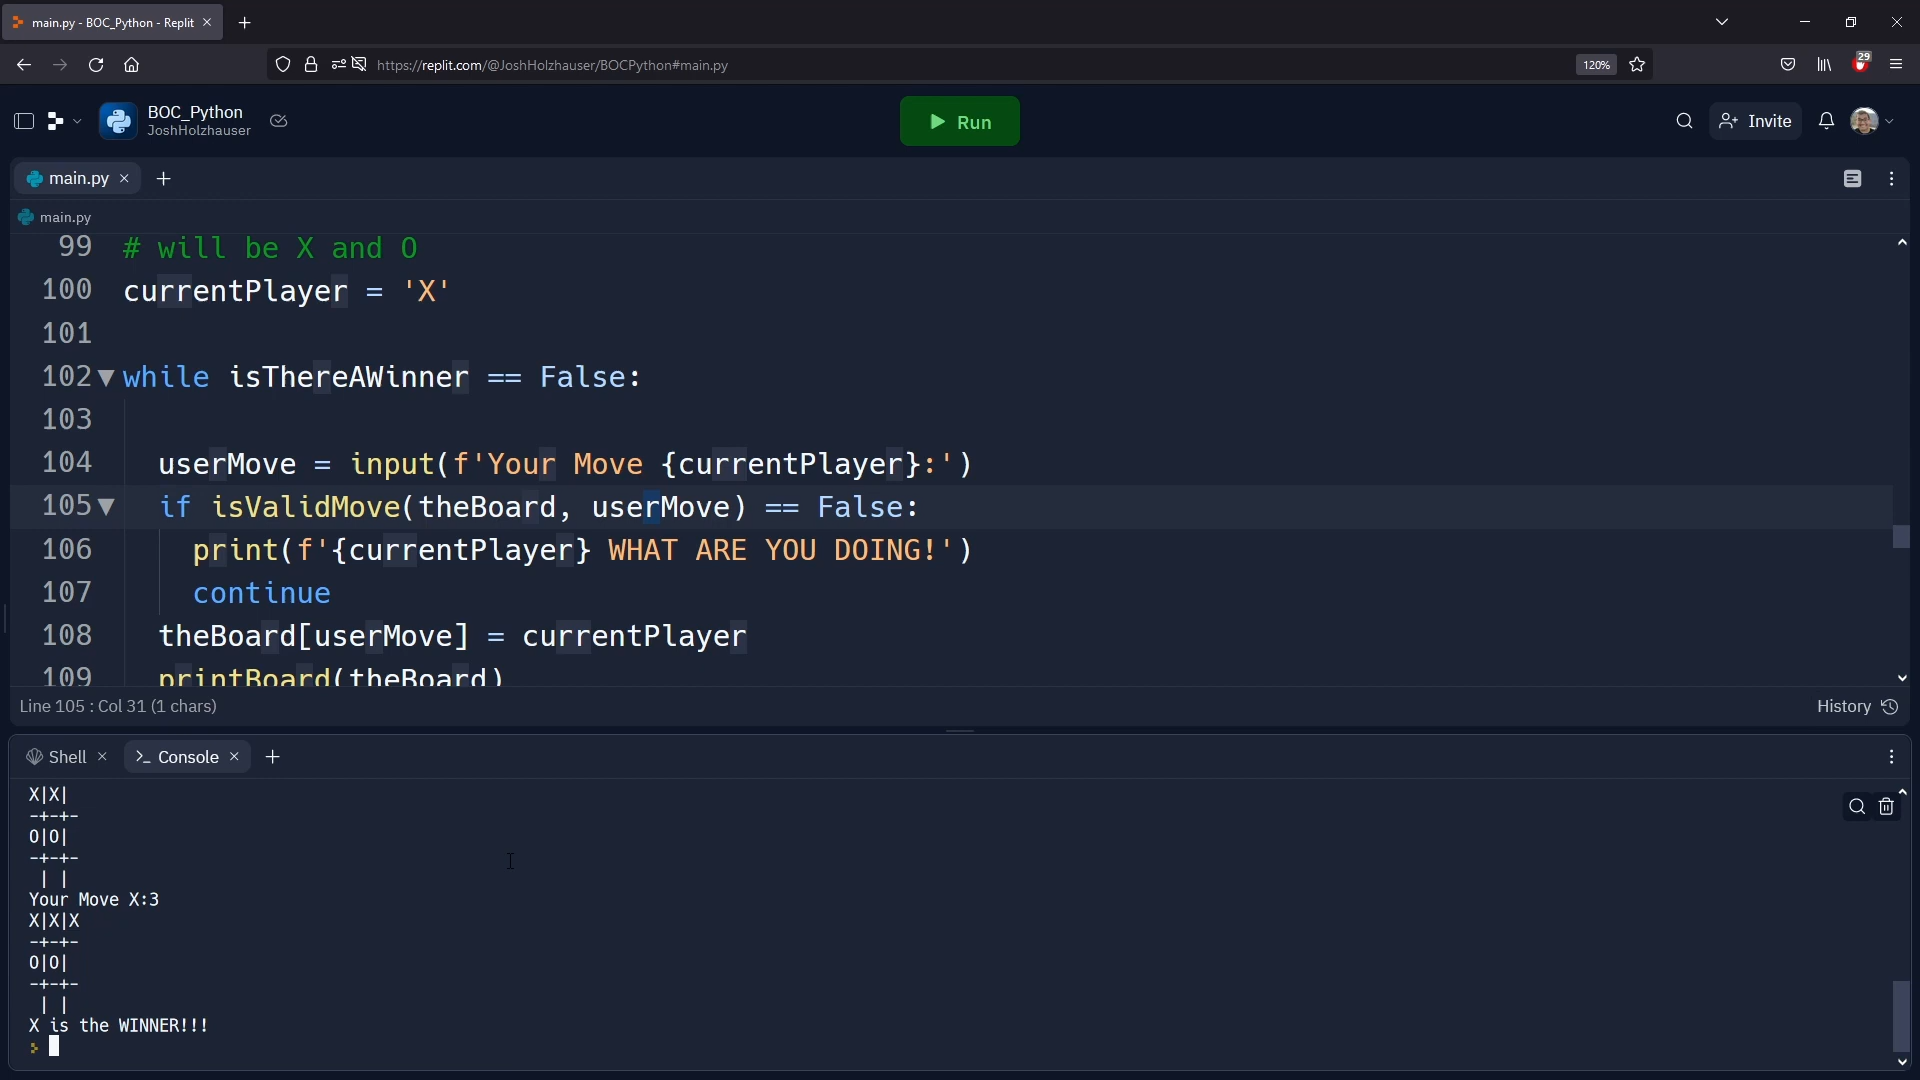 main.py - BOC_Python - Replit
https://replit.com/@JoshHolzhauser/BOCPython#main.py
120%
29
BOC_Python
JoshHolzhauser
Run
Invite
main.py
main.py
99 # will be X and O
100 currentPlayer = 'X'
101
102 while isThereAWinner == False:
103
104 userMove = input(f'Your Move {currentPlayer}:')
105 if isValidMove(theBoard, userMove) == False:
106 print(f'{currentPlayer} WHAT ARE YOU DOING!')
107 continue
108 theBoard[userMove] = currentPlayer
109 printBoard(theBoard)
Line 105 : Col 31 (1 chars)
History
Shell
Console
X|X|
-+-+-
O|O|
-+-+-
 | |
Your Move X:3
X|X|X
-+-+-
O|O|
-+-+-
 | |
X is the WINNER!!!